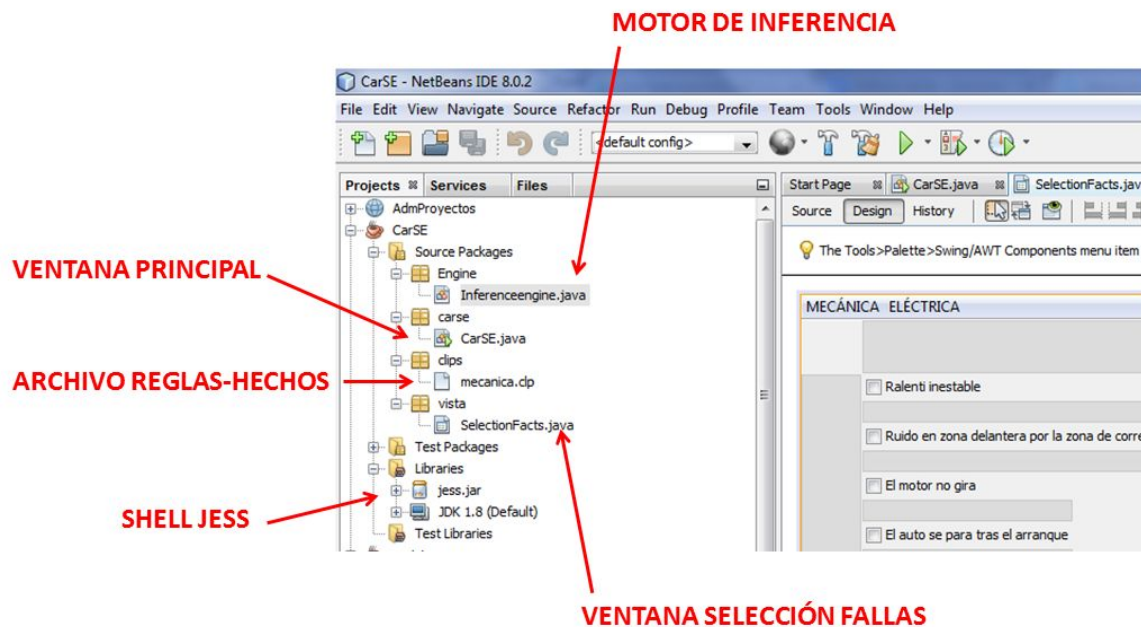 MOTOR DE INFERENCIA
CarSE - NetBeans IDE 8.0.2
File Edit View Navigate Source Refactor Run Debug Profile Team Tools Window Help
<default config>
Projects Services Files
Start Page CarSE.java SelectionFacts.jav
AdmProyectos
Source Design History
CarSE
Source Packages
The Tools>Palette>Swing/AWT Components menu item
VENTANA PRINCIPAL
Engine
Inferenceengine.java
MECÁNICA ELÉCTRICA
carse
CarSE.java
ARCHIVO REGLAS-HECHOS
clips
mecanica.clp
Ralenti inestable
vista
SelectionFacts.java
Ruido en zona delantera por la zona de corre
Test Packages
Libraries
jess.jar
El motor no gira
SHELL JESS
JDK 1.8 (Default)
Test Libraries
El auto se para tras el arranque
VENTANA SELECCIÓN FALLAS